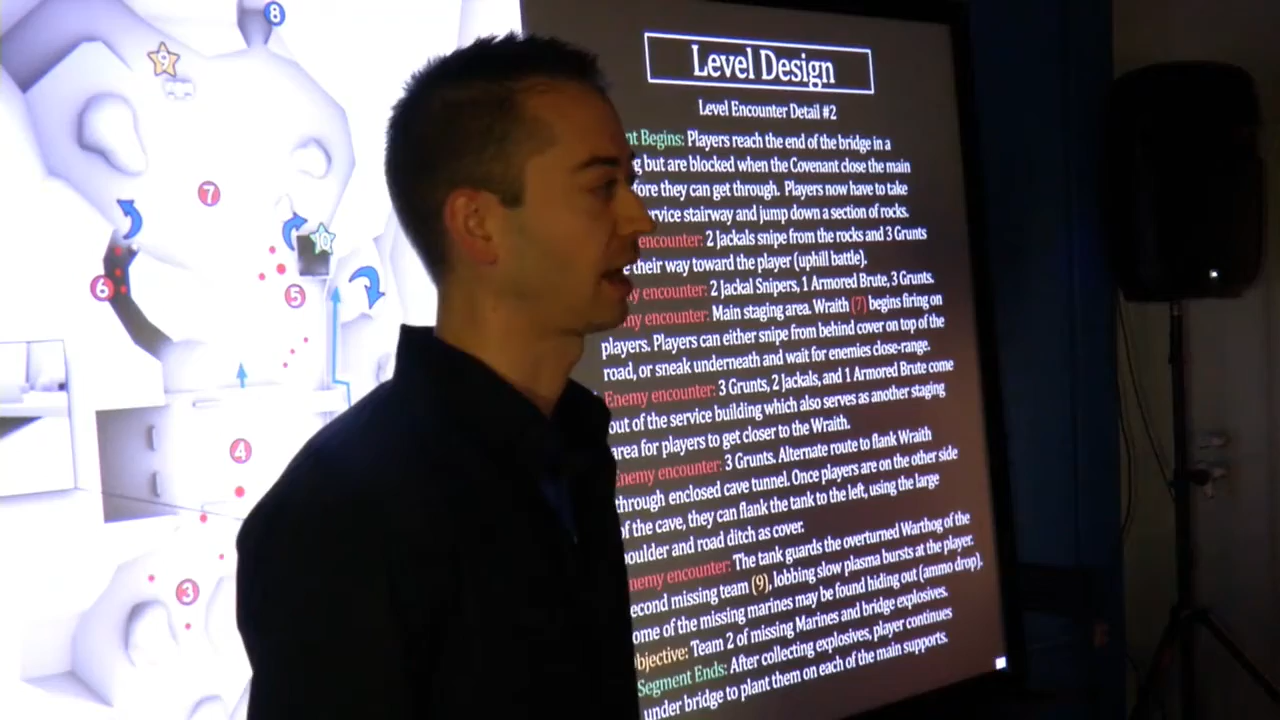 8
9
7
10
6
5
4
3
Level Design
Level Encounter Detail #2
nt Begins: Players reach the end of the bridge in a
g but are blocked when the Covenant close the main
fore they can get through. Players now have to take
rvice stairway and jump down a section of rocks.
encounter: 2 Jackals snipe from the rocks and 3 Grunts
e their way toward the player (uphill battle).
y encounter: 2 Jackal Snipers, 1 Armored Brute, 3 Grunts.
my encounter: Main staging area. Wraith (7) begins firing on
players. Players can either snipe from behind cover on top of the
road, or sneak underneath and wait for enemies close-range.
Enemy encounter: 3 Grunts, 2 Jackals, and 1 Armored Brute come
out of the service building which also serves as another staging
area for players to get closer to the Wraith.
Enemy encounter: 3 Grunts. Alternate route to flank Wraith
through enclosed cave tunnel. Once players are on the other side
of the cave, they can flank the tank to the left, using the large
oulder and road ditch as cover.
nemy encounter: The tank guards the overturned Warthog of the
econd missing team (9), lobbing slow plasma bursts at the player.
ome of the missing marines may be found hiding out (ammo drop).
bjective: Team 2 of missing Marines and bridge explosives.
Segment Ends: After collecting explosives, player continues
under bridge to plant them on each of the main supports.